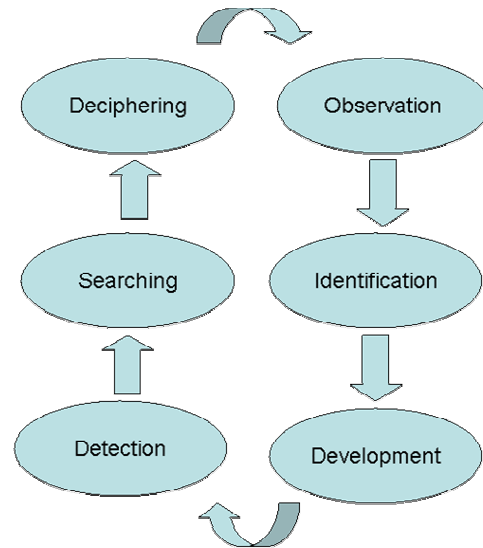 Deciphering
Observation
Searching
Identification
Detection
Development